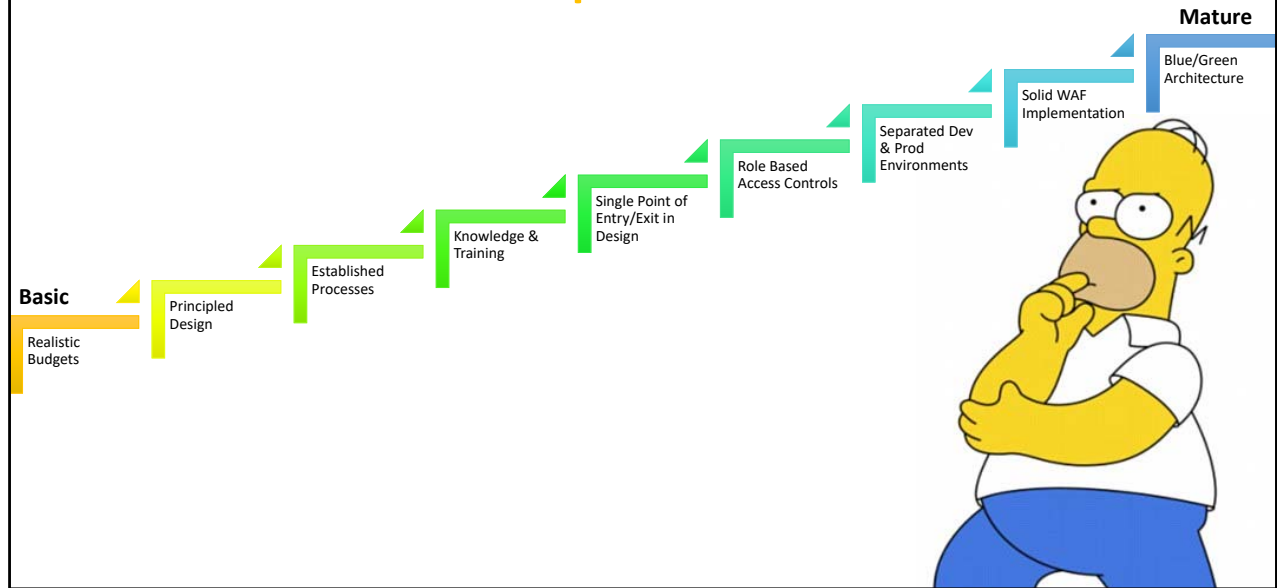 Mature
Blue/Green
Architecture
Solid WAF
Implementation
Separated Dev
& Prod
Environments
Role Based
Access Controls
Single Point of
Entry/Exit in
Design
Knowledge &
Training
Established
Processes
Basic
Principled
Design
Realistic
Budgets